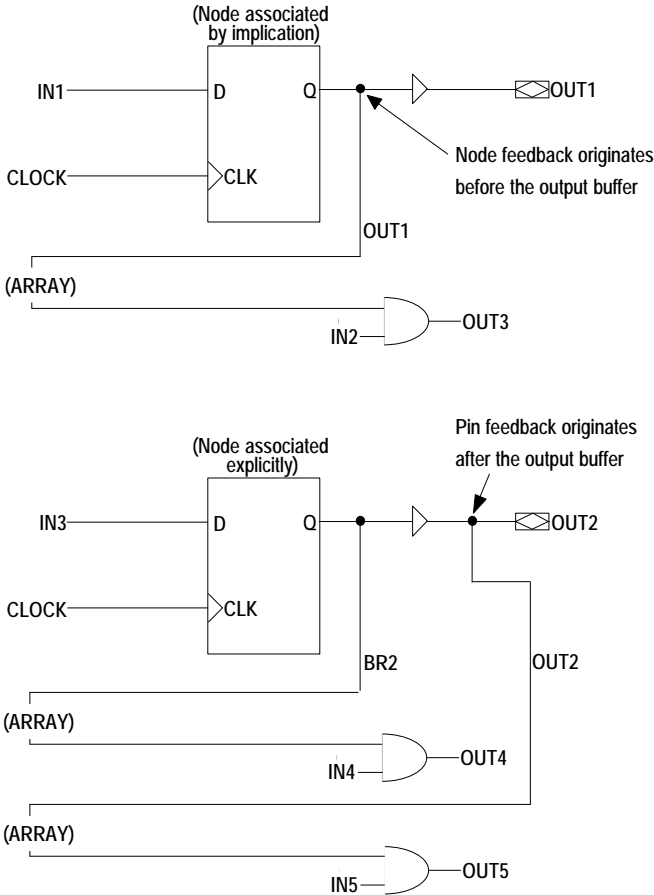 (Node associated
by implication)
IN1
D
Q
OUT1
CLOCK
CLK
Node feedback originates
before the output buffer
OUT1
(ARRAY)
IN2
OUT3
Pin feedback originates
after the output buffer
(Node associated
explicitly)
IN3
D
Q
OUT2
CLOCK
CLK
BR2
OUT2
(ARRAY)
IN4
OUT4
(ARRAY)
IN5
OUT5